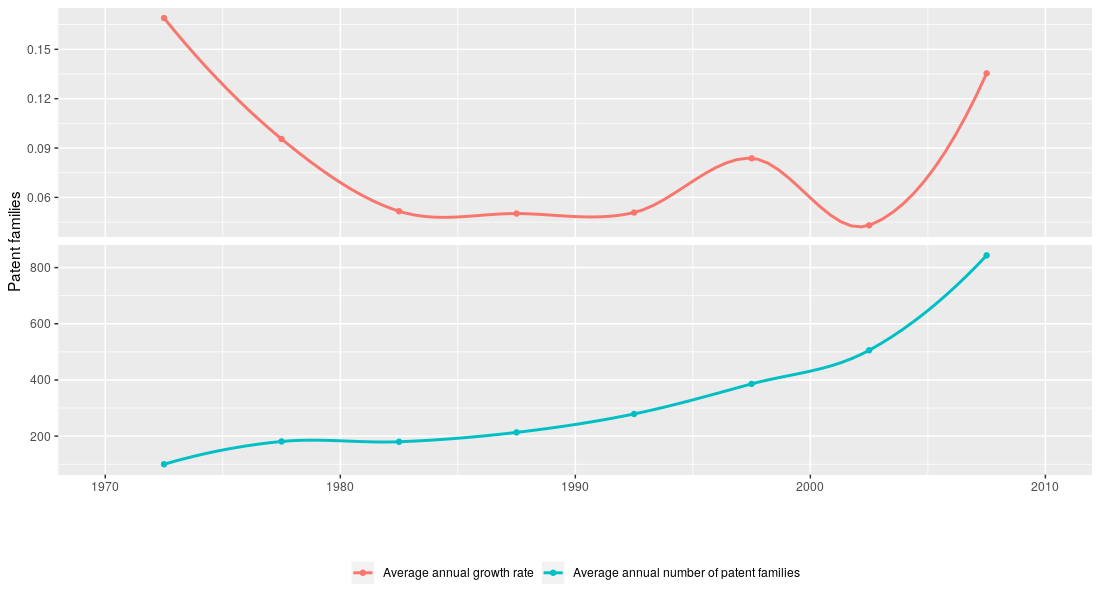 0.15
0.12
0.09
0.06
Patent families
800
600
400
200
1970 1980 1990 2000 2010
Average annual growth rate Average annual number of patent families